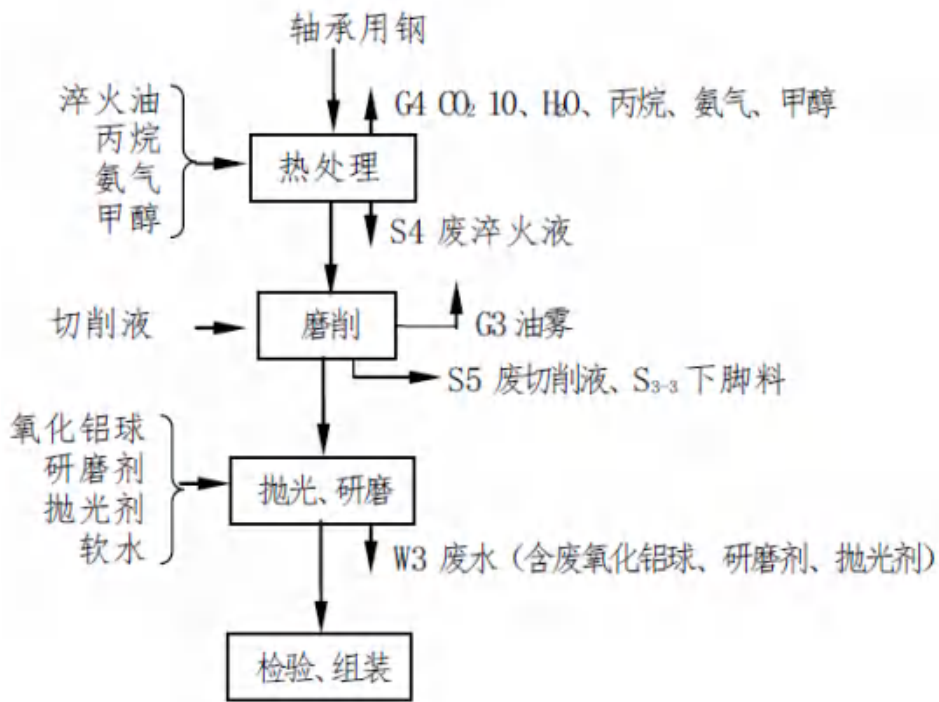 轴承用钢
G4 CO₂ 10、H₂O、丙烷、氨气、甲醇
淬火油
丙烷
氨气
甲醇
热处理
S4 废淬火液
切削液
磨削
G3 油雾
S5 废切削液、S₃₋₃ 下脚料
氧化铝球
研磨剂
抛光剂
软水
抛光、研磨
W3 废水（含废氧化铝球、研磨剂、抛光剂）
检验、组装